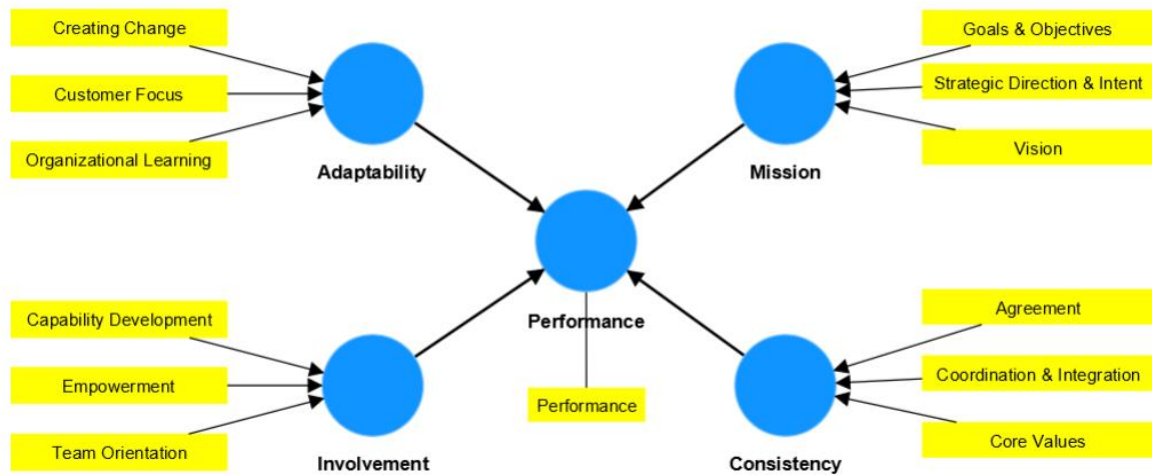 Creating Change
Customer Focus
Organizational Learning
Adaptability
Goals & Objectives
Strategic Direction & Intent
Vision
Mission
Performance
Performance
Capability Development
Empowerment
Team Orientation
Involvement
Agreement
Coordination & Integration
Core Values
Consistency